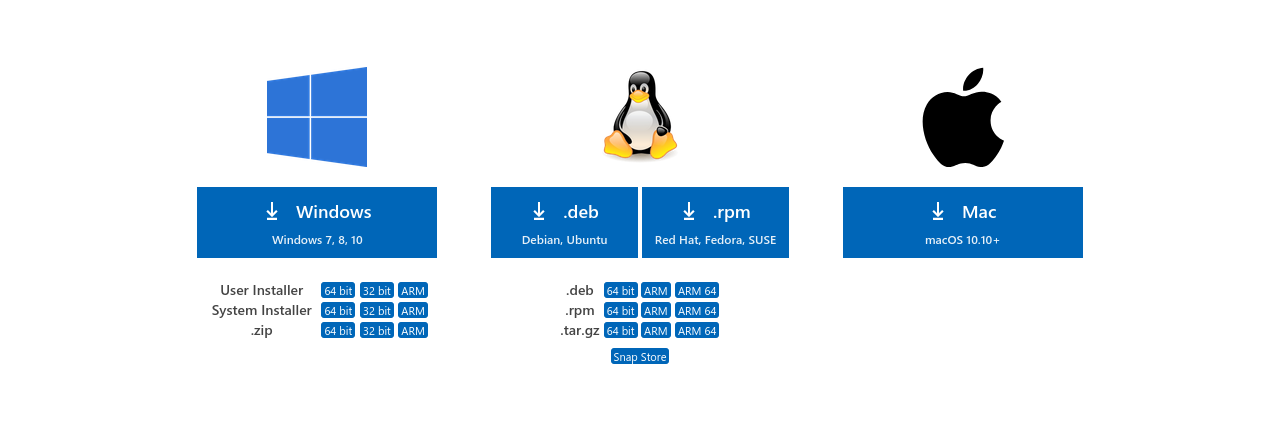 Windows
Windows 7, 8, 10
.deb
Debian, Ubuntu
.rpm
Red Hat, Fedora, SUSE
Mac
macOS 10.10+
User Installer 64 bit 32 bit ARM
System Installer 64 bit 32 bit ARM
.zip 64 bit 32 bit ARM
.deb 64 bit ARM ARM 64
.rpm 64 bit ARM ARM 64
.tar.gz 64 bit ARM ARM 64
Snap Store